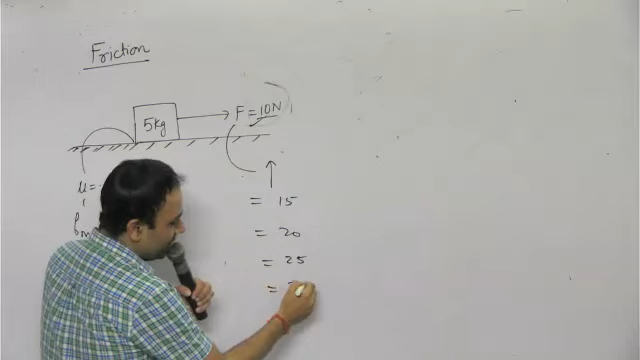 Friction
5kg
F = 10N
μ =
= 15
= 20
= 25
=